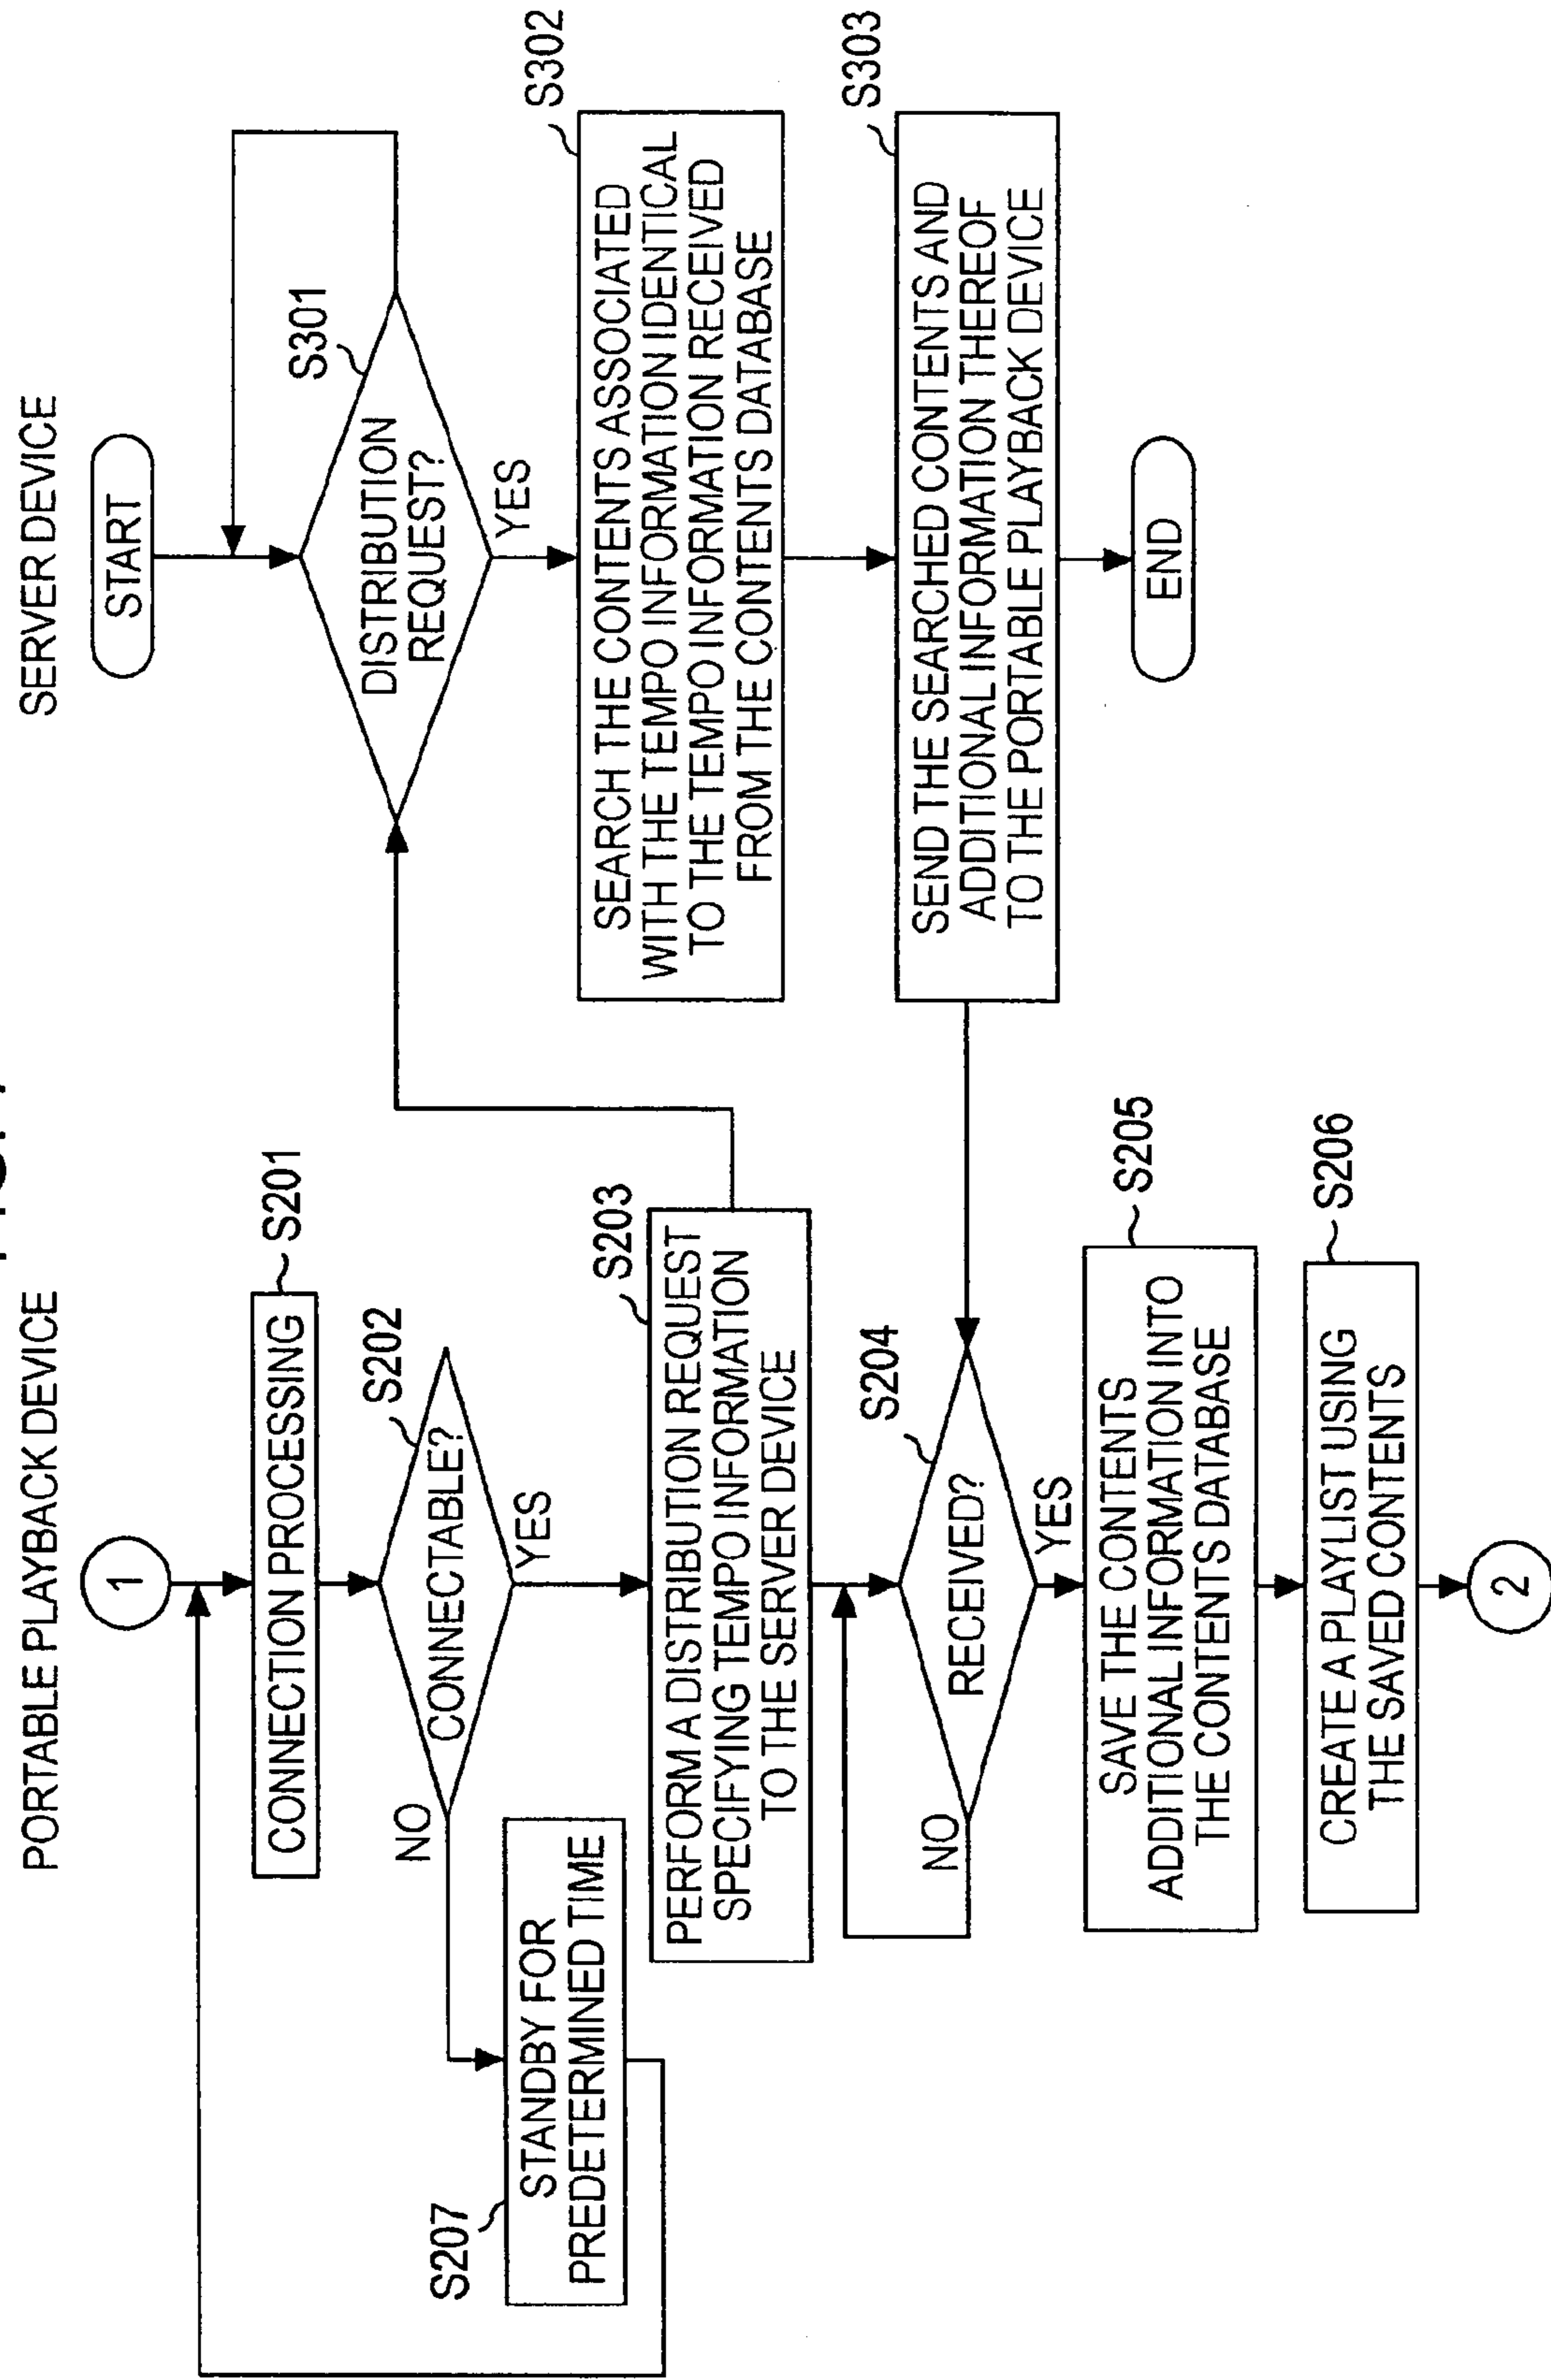 PORTABLE PLAYBACK DEVICE
1
CONNECTION PROCESSING
S201
CONNECTABLE?
S202
NO
YES
STANDBY FOR
PREDETERMINED TIME
S207
PERFORM A DISTRIBUTION REQUEST
SPECIFYING TEMPO INFORMATION
TO THE SERVER DEVICE
S203
RECEIVED?
S204
NO
YES
SAVE THE CONTENTS
ADDITIONAL INFORMATION INTO
THE CONTENTS DATABASE
S205
CREATE A PLAYLIST USING
THE SAVED CONTENTS
S206
2
SERVER DEVICE
START
DISTRIBUTION
REQUEST?
S301
YES
SEARCH THE CONTENTS ASSOCIATED
WITH THE TEMPO INFORMATION IDENTICAL
TO THE TEMPO INFORMATION RECEIVED
FROM THE CONTENTS DATABASE
S302
SEND THE SEARCHED CONTENTS AND
ADDITIONAL INFORMATION THEREOF
TO THE PORTABLE PLAYBACK DEVICE
S303
END